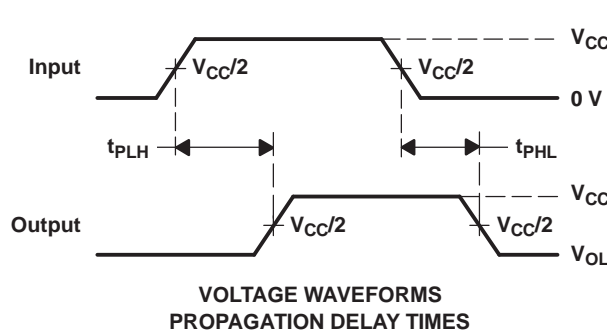 VCC
Input VCC/2 VCC/2
0 V
tPLH tPHL
VCC
Output VCC/2 VCC/2
VOL
VOLTAGE WAVEFORMS
PROPAGATION DELAY TIMES